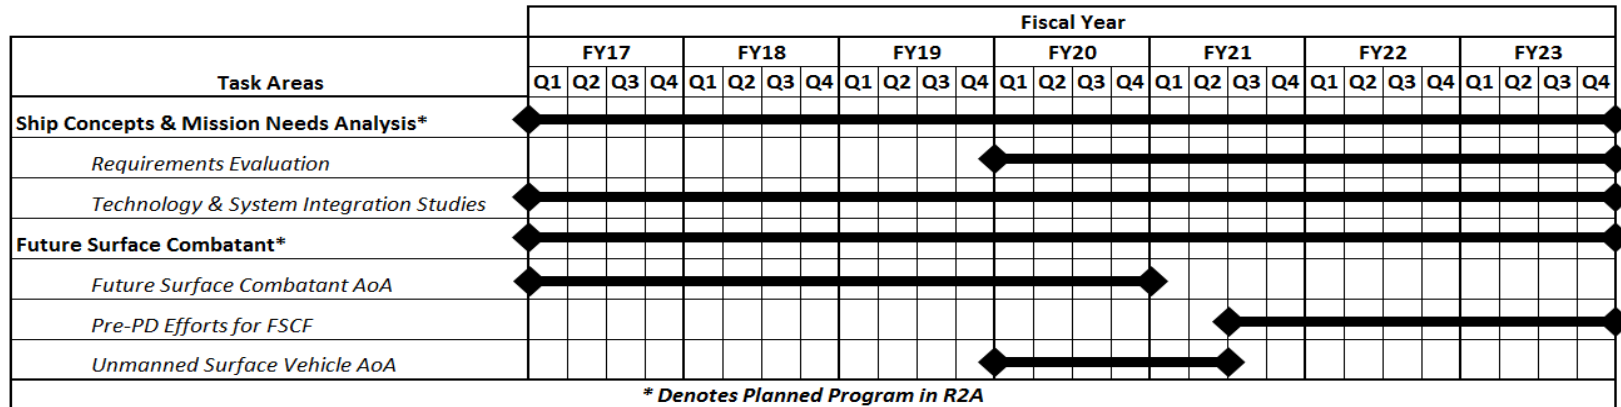 Fiscal Year
FY17 FY18 FY19 FY20 FY21 FY22 FY23
Task Areas Q1 Q2 Q3 Q4 Q1 Q2 Q3 Q4 Q1 Q2 Q3 Q4 Q1 Q2 Q3 Q4 Q1 Q2 Q3 Q4 Q1 Q2 Q3 Q4 Q1 Q2 Q3 Q4
Ship Concepts & Mission Needs Analysis*
Requirements Evaluation
Technology & System Integration Studies
Future Surface Combatant*
Future Surface Combatant AoA
Pre-PD Efforts for FSCF
Unmanned Surface Vehicle AoA
* Denotes Planned Program in R2A